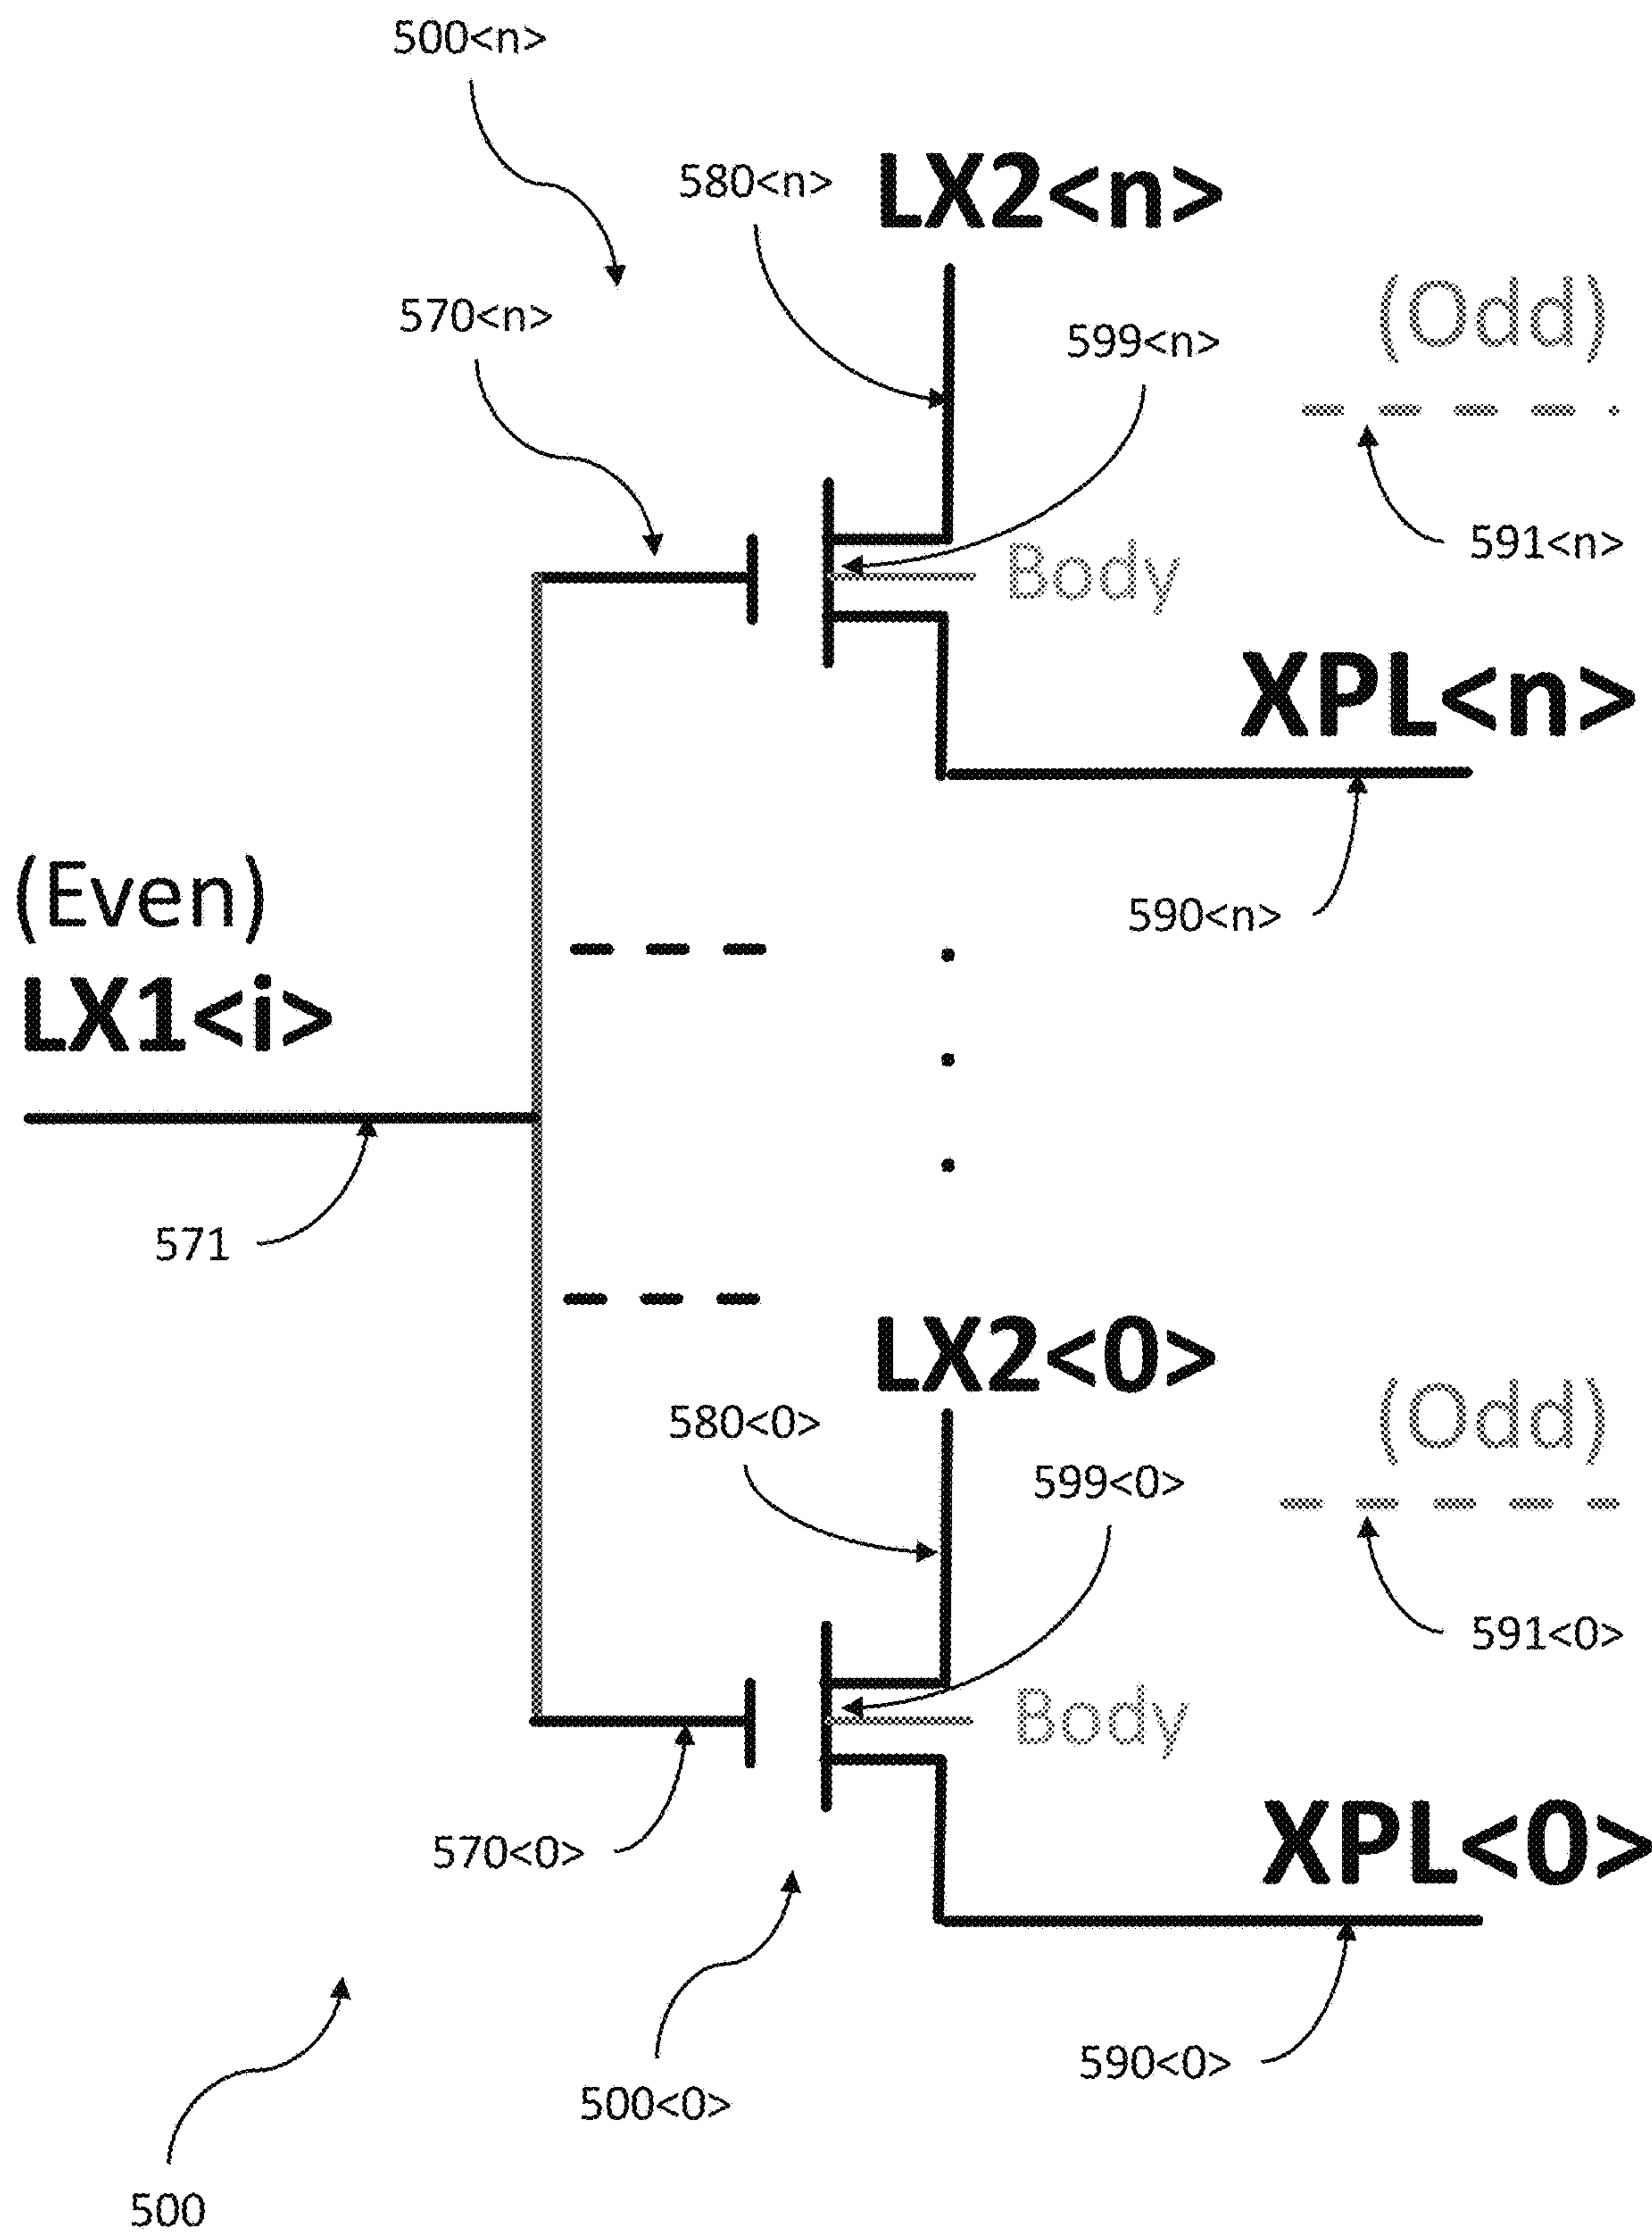 500<n>
580<n>
LX2<n>
570<n>
599<n>
(Odd)
591<n>
Body
XPL<n>
590<n>
(Even)
LX1<i>
571
LX2<0>
580<0>
599<0>
(Odd)
591<0>
Body
570<0>
XPL<0>
590<0>
500<0>
500